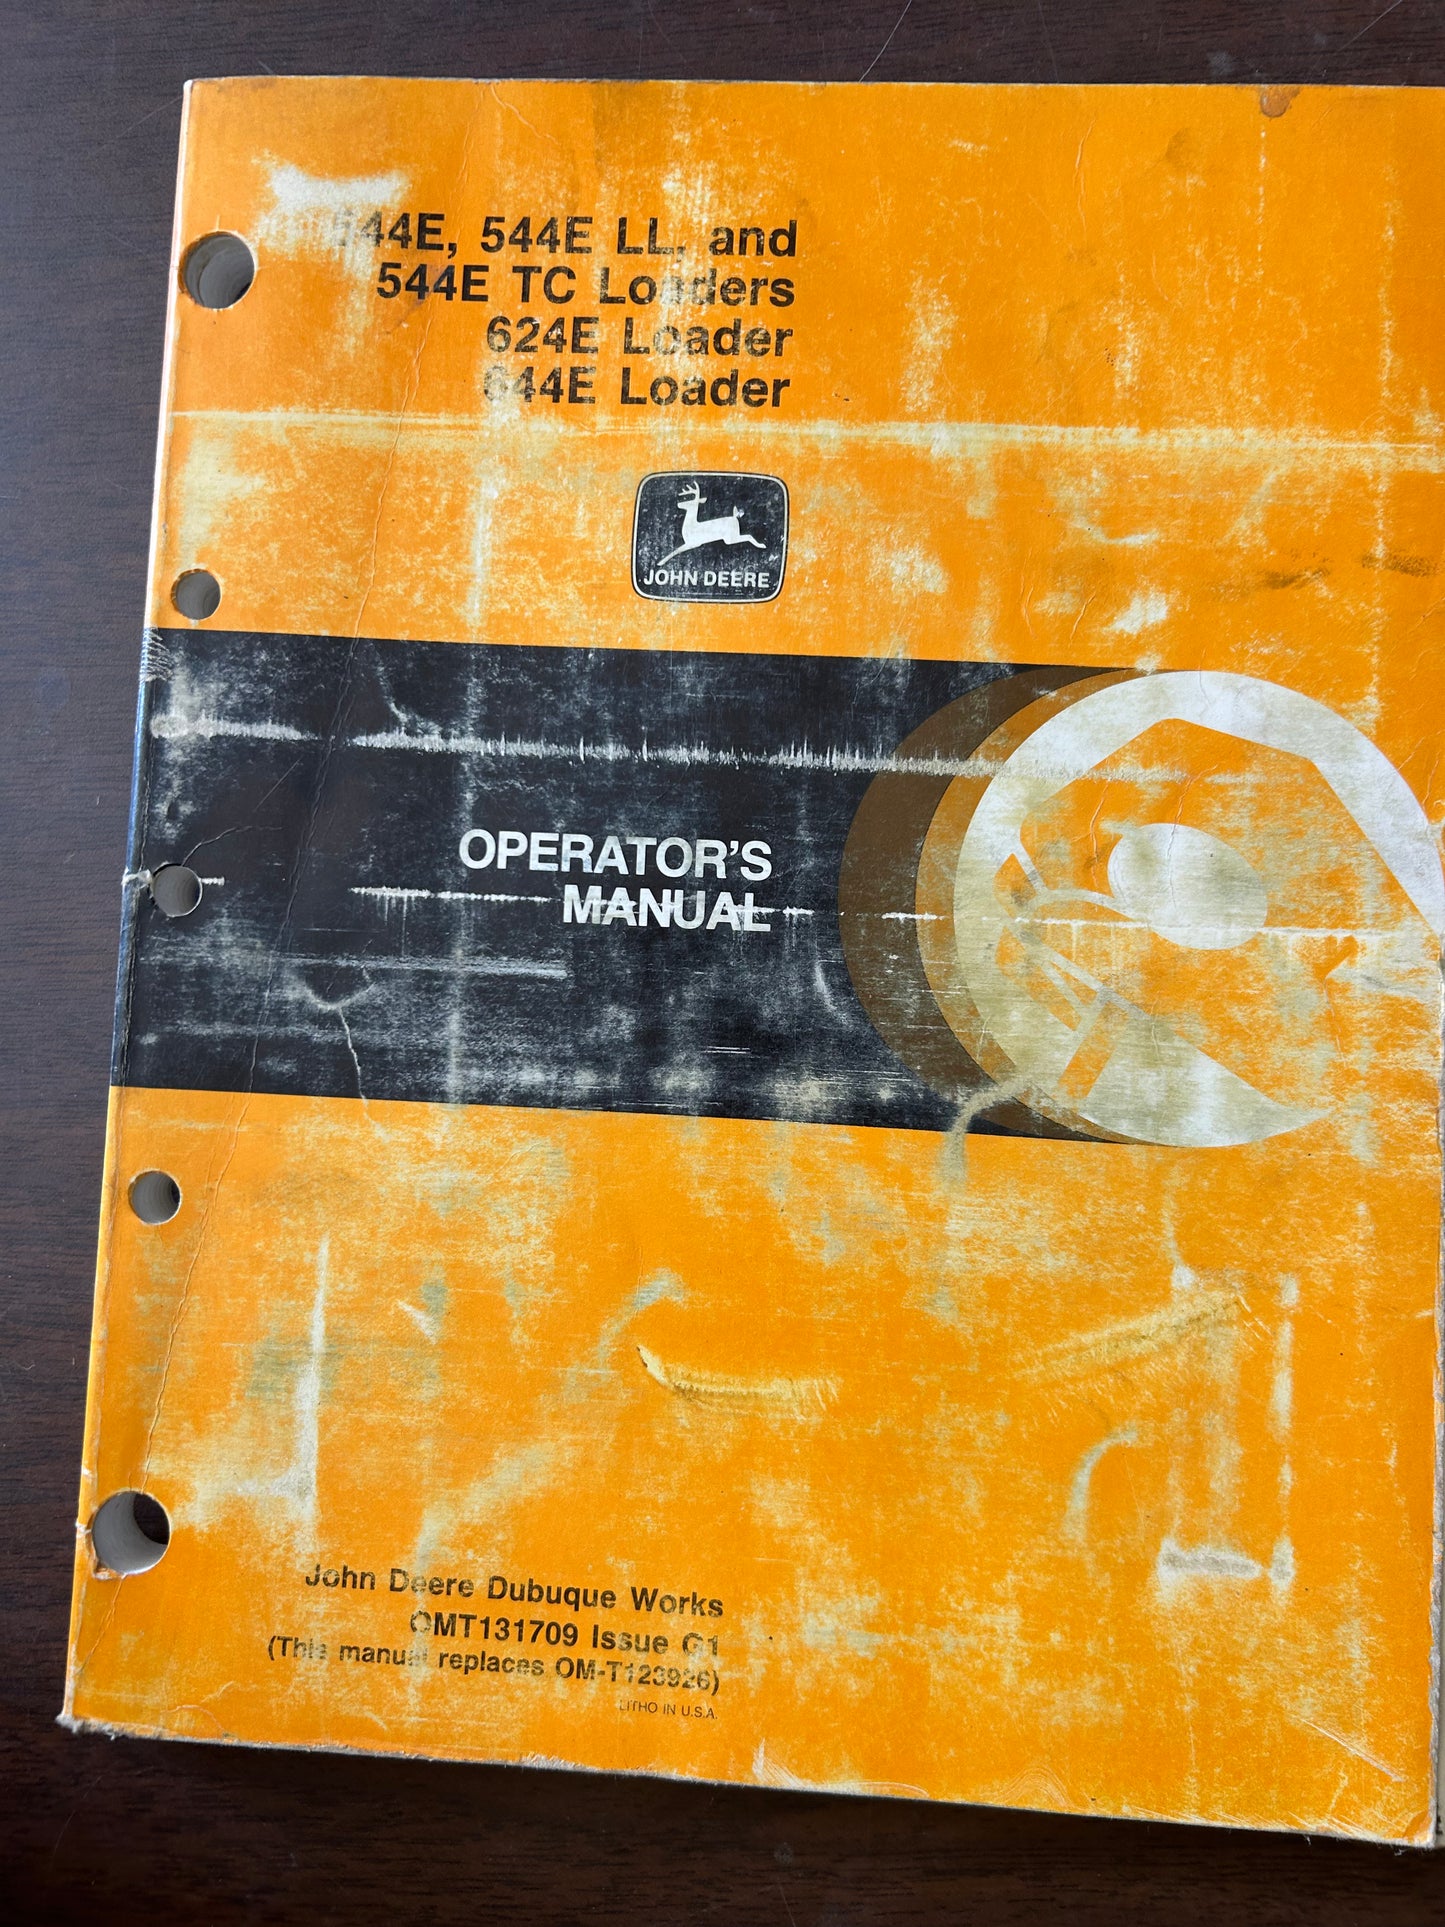 544E, 544E LL, and
544E TC Loaders
624E Loader
644E Loader
JOHN DEERE
OPERATOR'S
MANUAL
John Deere Dubuque Works
OMT131709 Issue G1
(This manual replaces OM-T123926)
LITHO IN U.S.A.